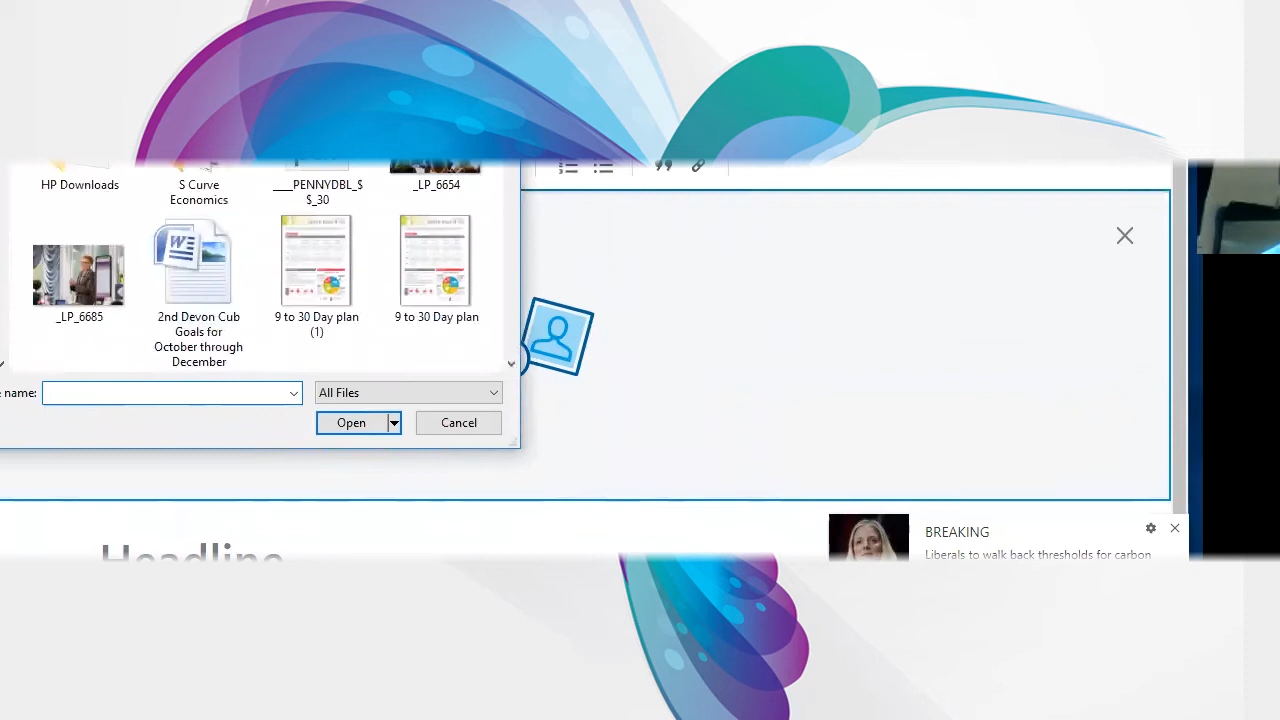 HP Downloads
S Curve
Economics
____PENNYDBL_$
$_30
_LP_6654
_LP_6685
2nd Devon Cub
Goals for
October through
December
9 to 30 Day plan
(1)
9 to 30 Day plan
name:
All Files
Open
Cancel
Headline
BREAKING
Liberals to walk back thresholds for carbon